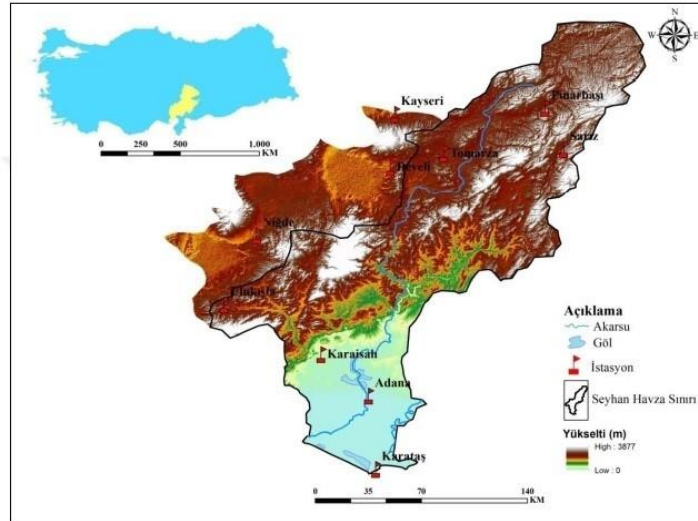 N
W E
S
0 250 500 1,000
KM
Kayseri
Pınarbaşı
Sarız
Tomarza
Develi
Niğde
Ulukışla
Karaisalı
Adana
Karataş
Açıklama
Akarsu
Göl
İstasyon
Seyhan Havza Sınırı
Yükselti (m)
High : 3877
Low : 0
0 35 70 140
KM